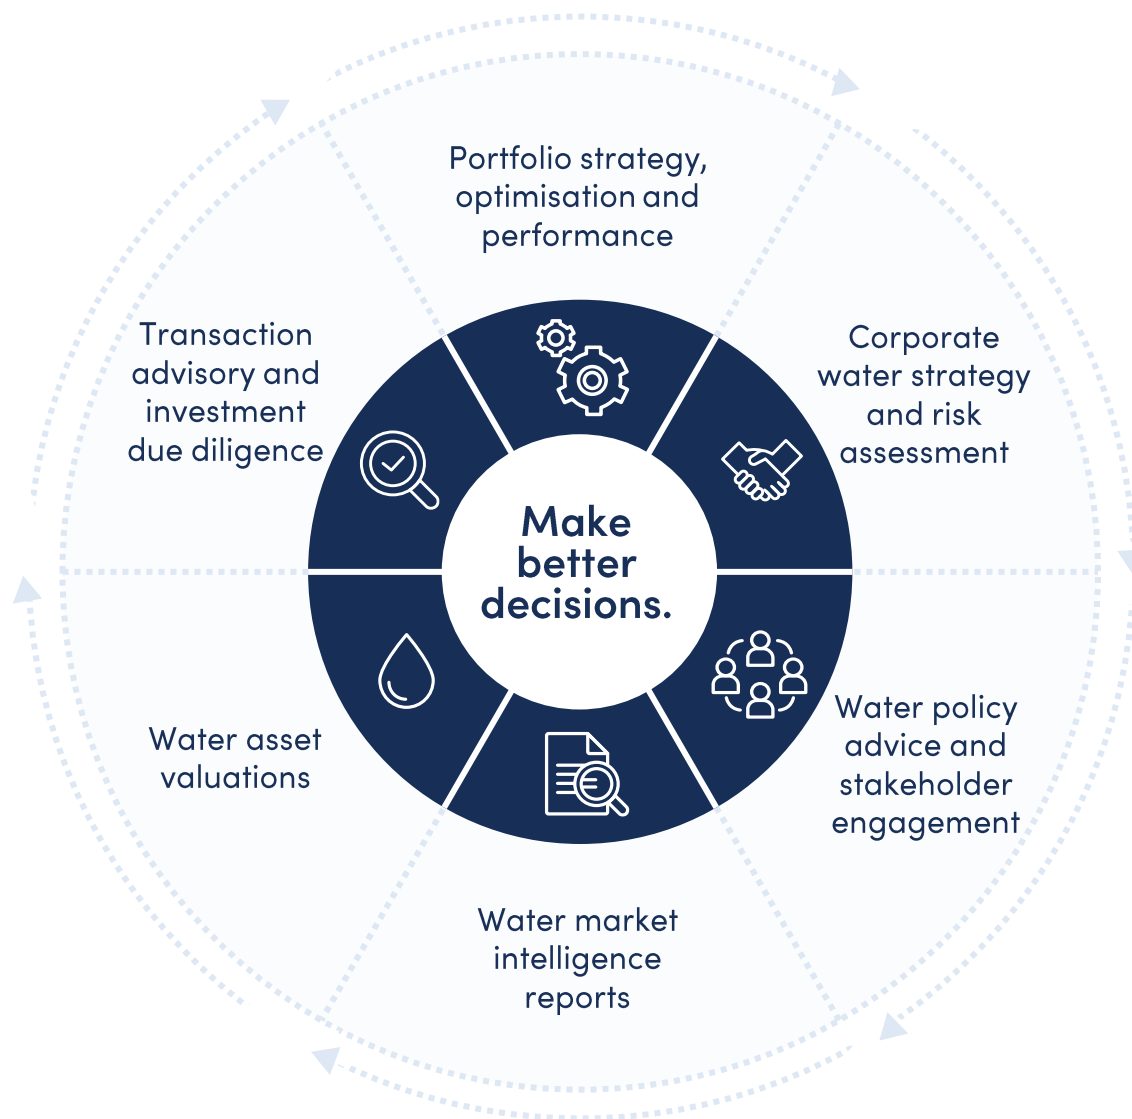 Portfolio strategy,
optimisation and
performance
Corporate
water strategy
and risk
assessment
Water policy
advice and
stakeholder
engagement
Water market
intelligence
reports
Water asset
valuations
Transaction
advisory and
investment
due diligence
Make
better
decisions.